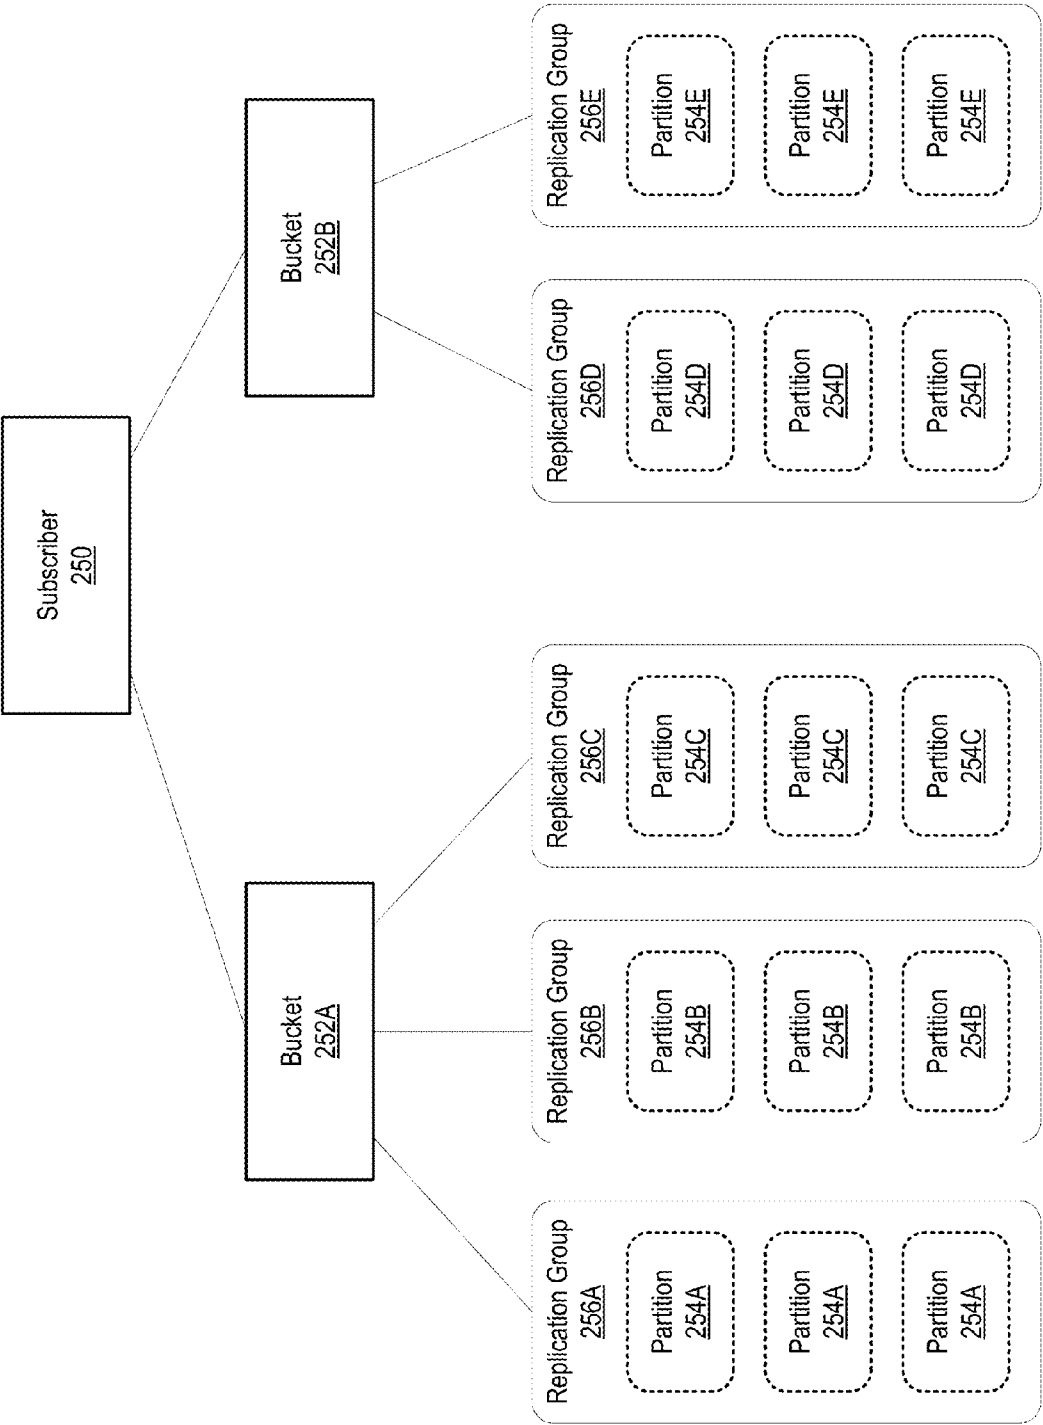 Subscriber
250
Bucket
252A
Bucket
252B
Replication Group
256A
Partition
254A
Partition
254A
Partition
254A
Replication Group
256B
Partition
254B
Partition
254B
Partition
254B
Replication Group
256C
Partition
254C
Partition
254C
Partition
254C
Replication Group
256D
Partition
254D
Partition
254D
Partition
254D
Replication Group
256E
Partition
254E
Partition
254E
Partition
254E